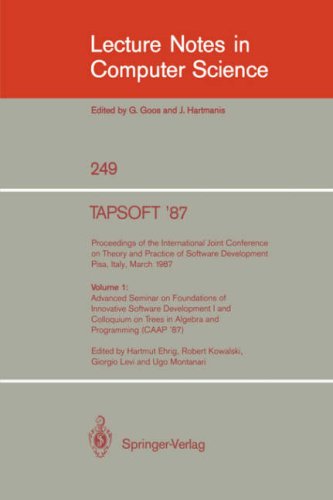 Lecture Notes in
Computer Science
Edited by G. Goos and J. Hartmanis
249
TAPSOFT '87
Proceedings of the International Joint Conference
on Theory and Practice of Software Development
Pisa, Italy, March 1987
Volume 1:
Advanced Seminar on Foundations of
Innovative Software Development I and
Colloquium on Trees in Algebra and
Programming (CAAP '87)
Edited by Hartmut Ehrig, Robert Kowalski,
Giorgio Levi and Ugo Montanari
Springer-Verlag